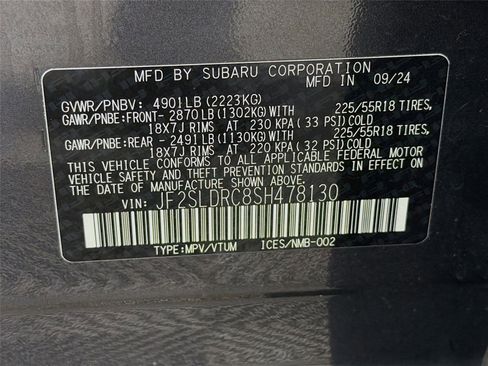 MFD BY SUBARU CORPORATION MFD IN 09/24
GVWR/PNBV: 4901LB(2223KG)
GAWR/PNBE:FRONT- 2870LB(1302KG)WITH 225/55R18 TIRES,
18X7J RIMS AT 230 KPA( 33 PSI)COLD
GAWR/PNBE:REAR - 2491LB(1130KG)WITH 225/55R18 TIRES,
18X7J RIMS AT 220 KPA( 32 PSI)COLD
THIS VEHICLE CONFORMS TO ALL APPLICABLE FEDERAL MOTOR
VEHICLE SAFETY STANDARDS IN EFFECT ON THE DATE OF
MANUFACTURE SHOWN ABOVE.
VIN: JF2SLDRC8SH478130
TYPE:MPV/VTUM ICES/NMB-002